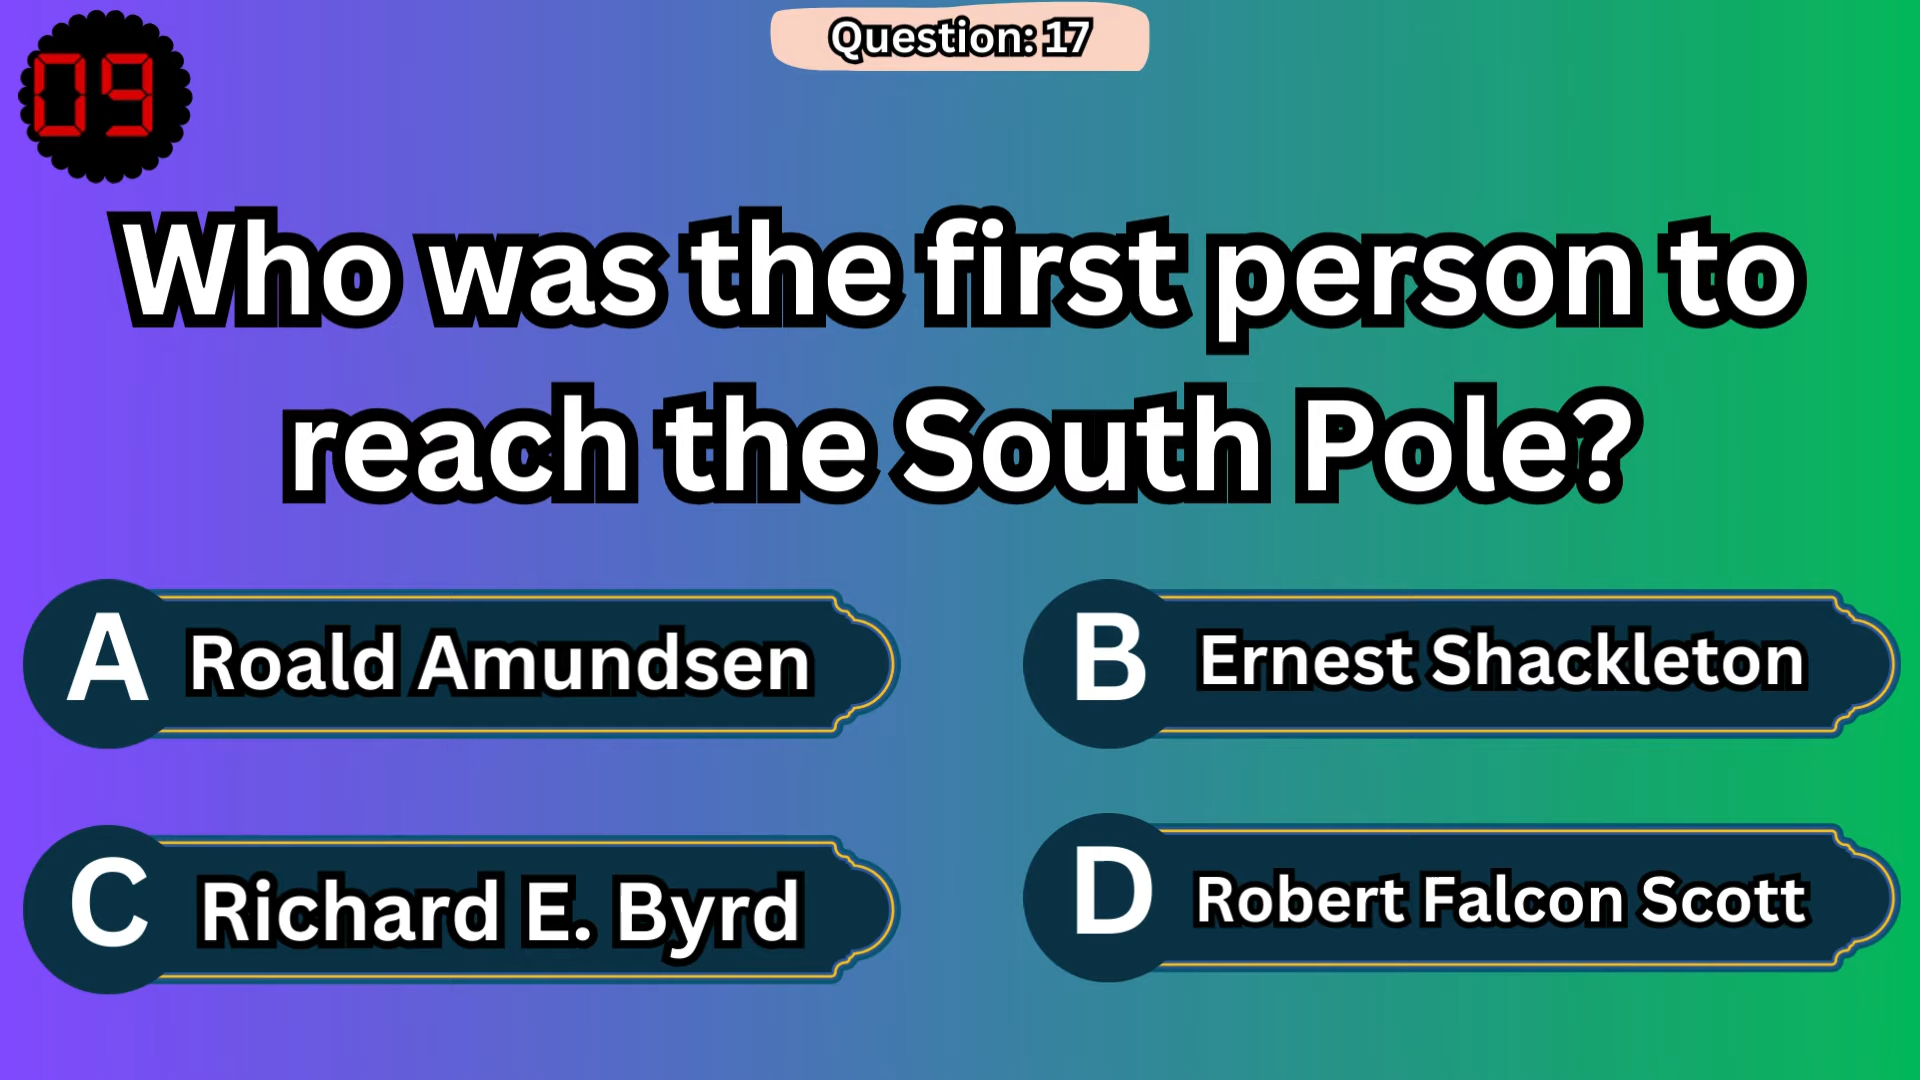 Question: 17
09
Who was the first person to
reach the South Pole?
A Roald Amundsen
B Ernest Shackleton
C Richard E. Byrd
D Robert Falcon Scott